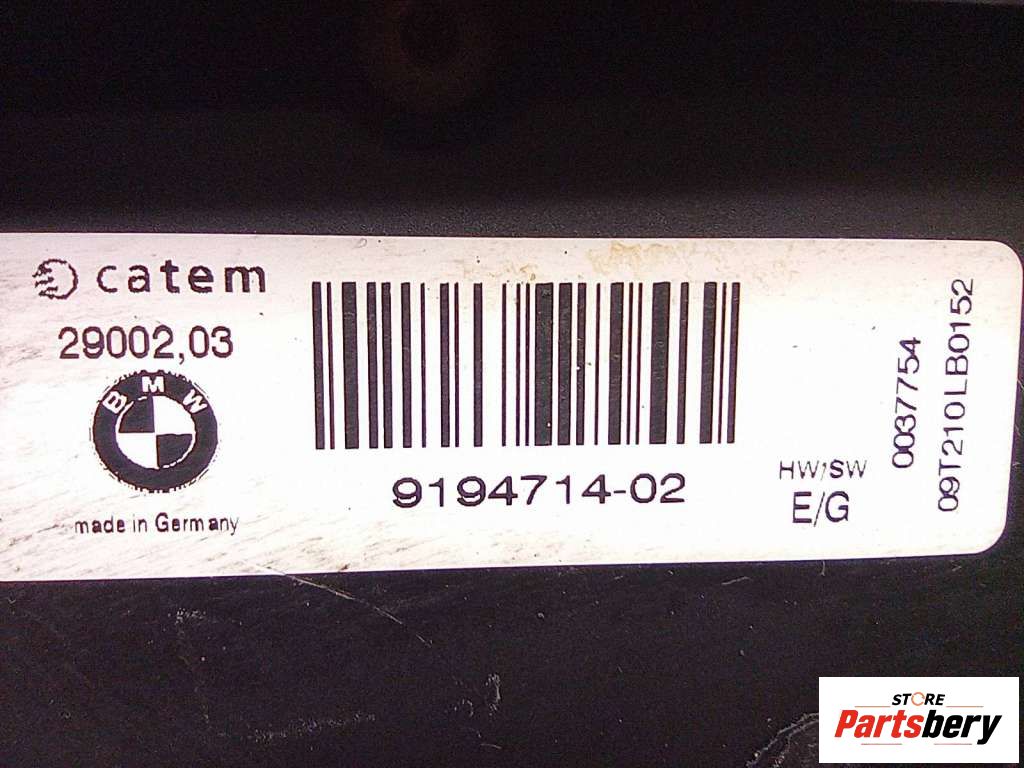 catem
29002,03
BMW
made in Germany
9194714-02
HW/SW
E/G
0037754
09T210LB0152
STORE
Partsbery